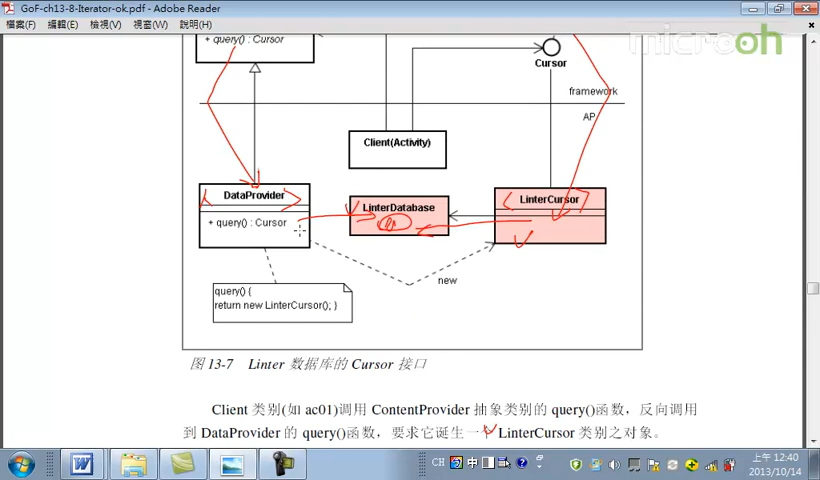 GoF-ch13-8-Iterator-ok.pdf - Adobe Reader
檔案(F) 編輯(E) 檢視(V) 視窗(W) 說明(H)
microoh
+ query() : Cursor
Cursor
framework
AP
Client(Activity)
DataProvider
+ query() : Cursor
LinterDatabase
LinterCursor
new
query() {
return new LinterCursor(); }
图 13-7 Linter 数据库的 Cursor 接口
Client 类别(如 ac01)调用 ContentProvider 抽象类别的 query()函数，反向调用
到 DataProvider 的 query()函数，要求它诞生一 LinterCursor 类别之对象。
CH
上午 12:40
2013/10/14